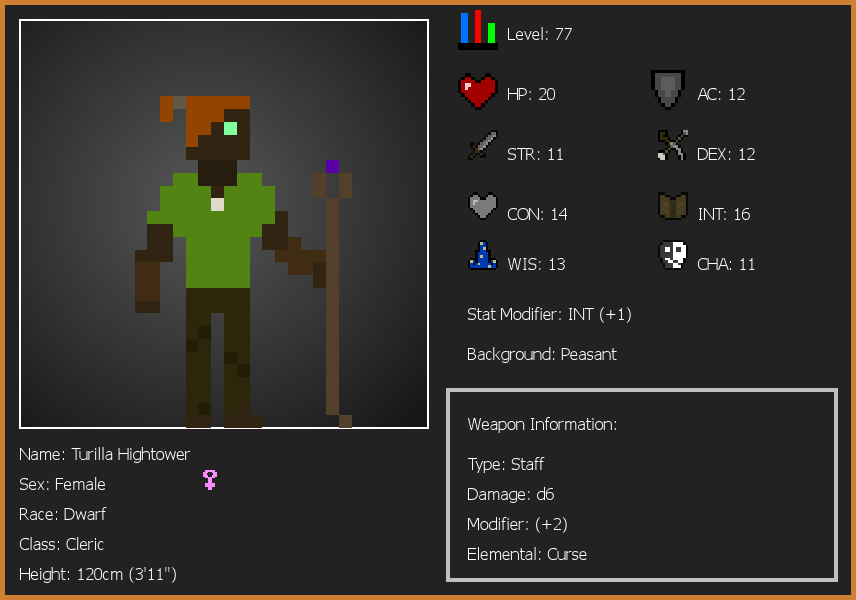 Level: 77
HP: 20
AC: 12
STR: 11
DEX: 12
CON: 14
INT: 16
WIS: 13
CHA: 11
Stat Modifier: INT (+1)
Background: Peasant
Name: Turilla Hightower
Sex: Female
Race: Dwarf
Class: Cleric
Height: 120cm (3'11")
Weapon Information:
Type: Staff
Damage: d6
Modifier: (+2)
Elemental: Curse